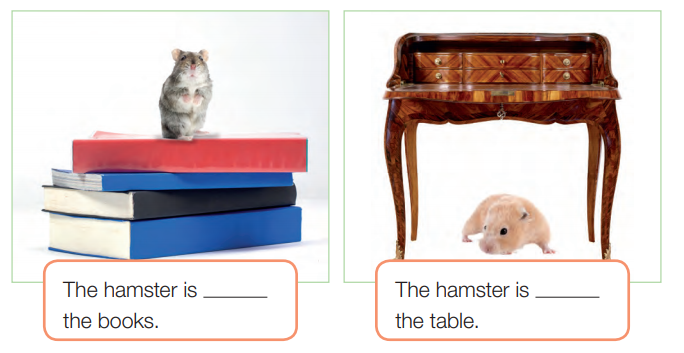 The hamster is ______
the books.
The hamster is ______
the table.